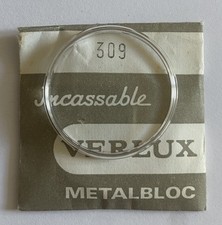 309
Incassable
VERLUX
METALBLOC